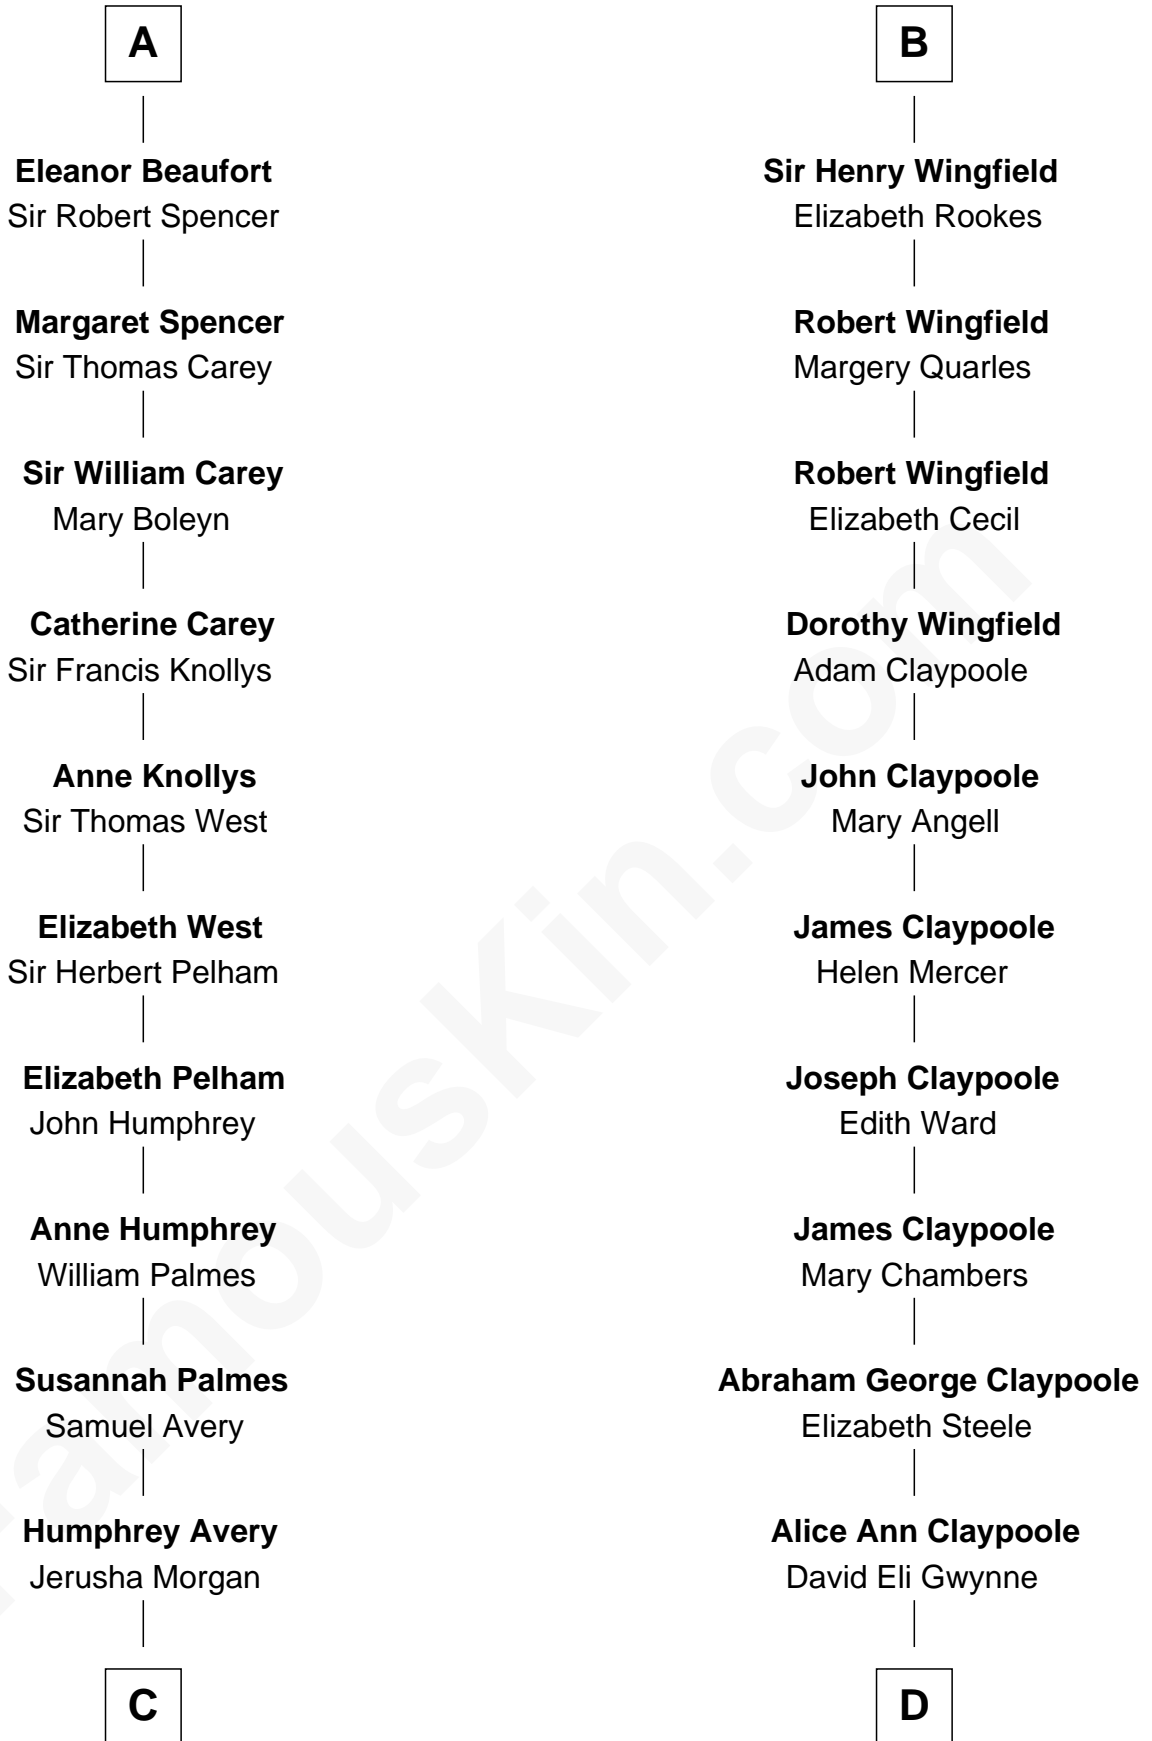 A
Eleanor Beaufort
Sir Robert Spencer
Margaret Spencer
Sir Thomas Carey
Sir William Carey
Mary Boleyn
Catherine Carey
Sir Francis Knollys
Anne Knollys
Sir Thomas West
Elizabeth West
Sir Herbert Pelham
Elizabeth Pelham
John Humphrey
Anne Humphrey
William Palmes
Susannah Palmes
Samuel Avery
Humphrey Avery
Jerusha Morgan
C
B
Sir Henry Wingfield
Elizabeth Rookes
Robert Wingfield
Margery Quarles
Robert Wingfield
Elizabeth Cecil
Dorothy Wingfield
Adam Claypoole
John Claypoole
Mary Angell
James Claypoole
Helen Mercer
Joseph Claypoole
Edith Ward
James Claypoole
Mary Chambers
Abraham George Claypoole
Elizabeth Steele
Alice Ann Claypoole
David Eli Gwynne
D
FamousKin.com